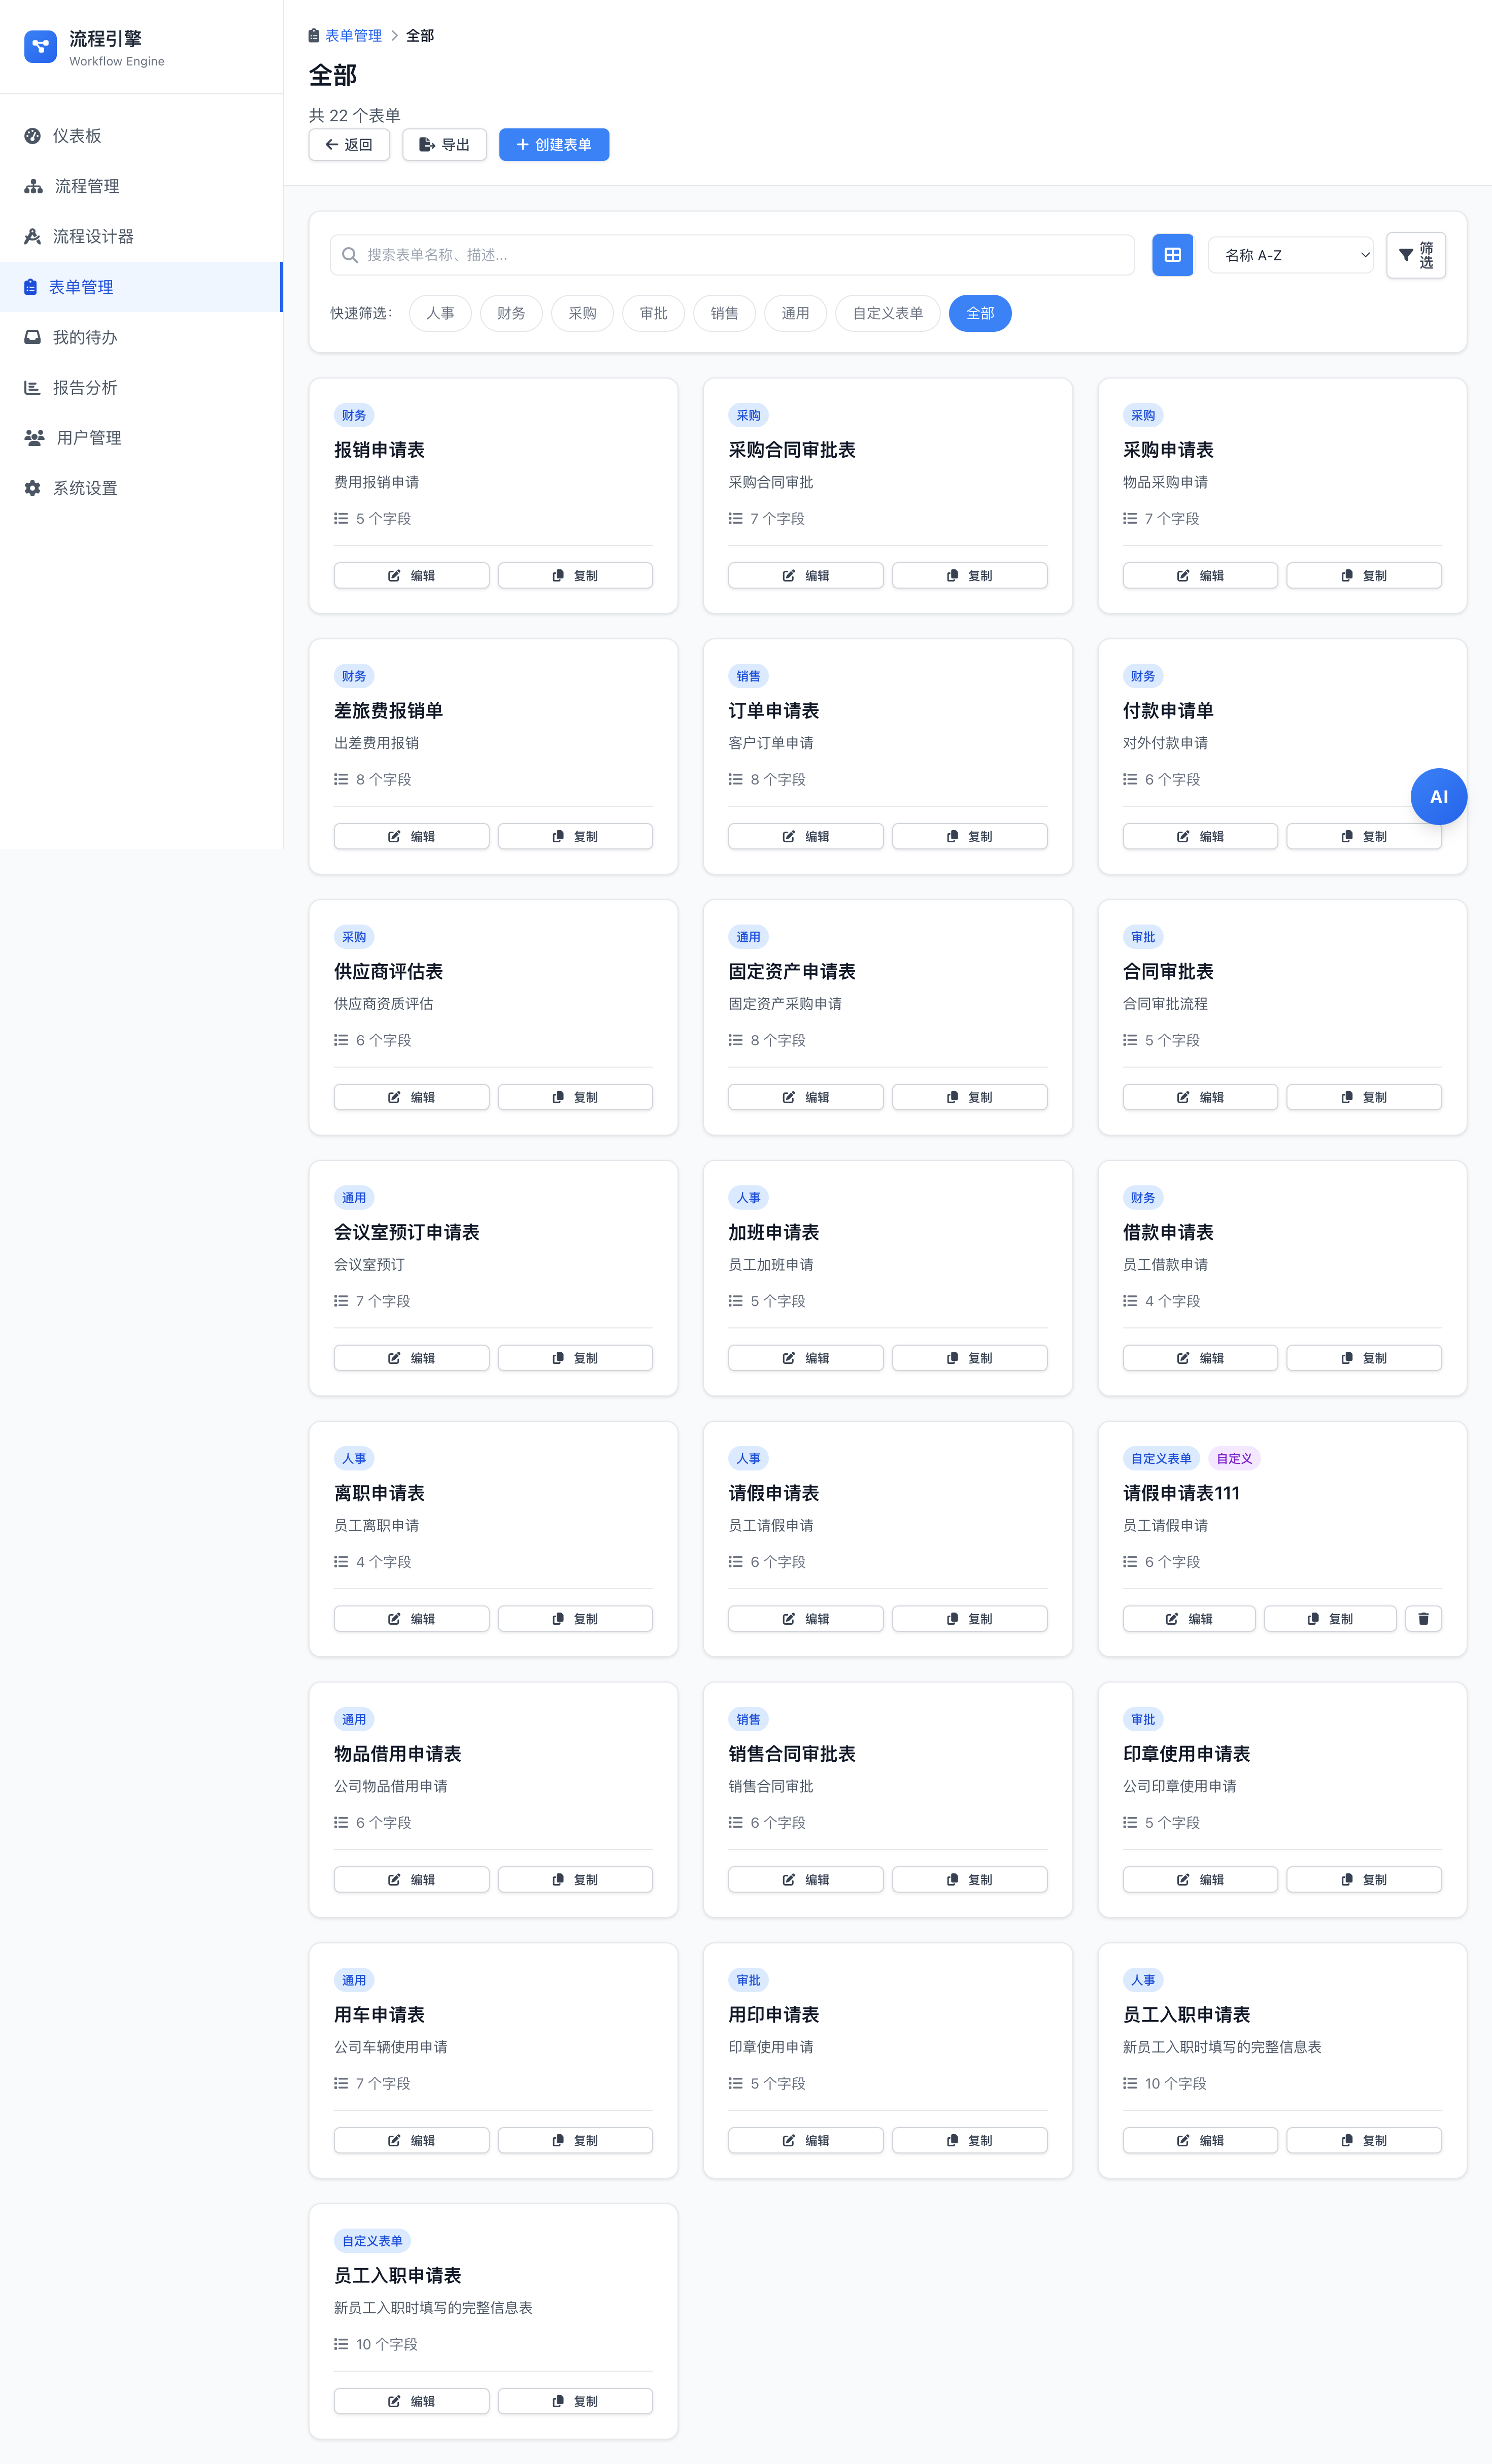 流程引擎
Workflow Engine
仪表板
流程管理
流程设计器
表单管理
我的待办
报告分析
用户管理
系统设置
表单管理 全部
全部
共 22 个表单
返回 导出 创建表单
搜索表单名称、描述... 名称 A-Z 筛选
快速筛选: 人事 财务 采购 审批 销售 通用 自定义表单 全部
财务
报销申请表
费用报销申请
5 个字段
编辑 复制
采购
采购合同审批表
采购合同审批
7 个字段
编辑 复制
采购
采购申请表
物品采购申请
7 个字段
编辑 复制
财务
差旅费报销单
出差费用报销
8 个字段
编辑 复制
销售
订单申请表
客户订单申请
8 个字段
编辑 复制
财务
付款申请单
对外付款申请
6 个字段
编辑 复制
AI
采购
供应商评估表
供应商资质评估
6 个字段
编辑 复制
通用
固定资产申请表
固定资产采购申请
8 个字段
编辑 复制
审批
合同审批表
合同审批流程
5 个字段
编辑 复制
通用
会议室预订申请表
会议室预订
7 个字段
编辑 复制
人事
加班申请表
员工加班申请
5 个字段
编辑 复制
财务
借款申请表
员工借款申请
4 个字段
编辑 复制
人事
离职申请表
员工离职申请
4 个字段
编辑 复制
人事
请假申请表
员工请假申请
6 个字段
编辑 复制
自定义表单 自定义
请假申请表111
员工请假申请
6 个字段
编辑 复制
通用
物品借用申请表
公司物品借用申请
6 个字段
编辑 复制
销售
销售合同审批表
销售合同审批
6 个字段
编辑 复制
审批
印章使用申请表
公司印章使用申请
5 个字段
编辑 复制
通用
用车申请表
公司车辆使用申请
7 个字段
编辑 复制
审批
用印申请表
印章使用申请
5 个字段
编辑 复制
人事
员工入职申请表
新员工入职时填写的完整信息表
10 个字段
编辑 复制
自定义表单
员工入职申请表
新员工入职时填写的完整信息表
10 个字段
编辑 复制